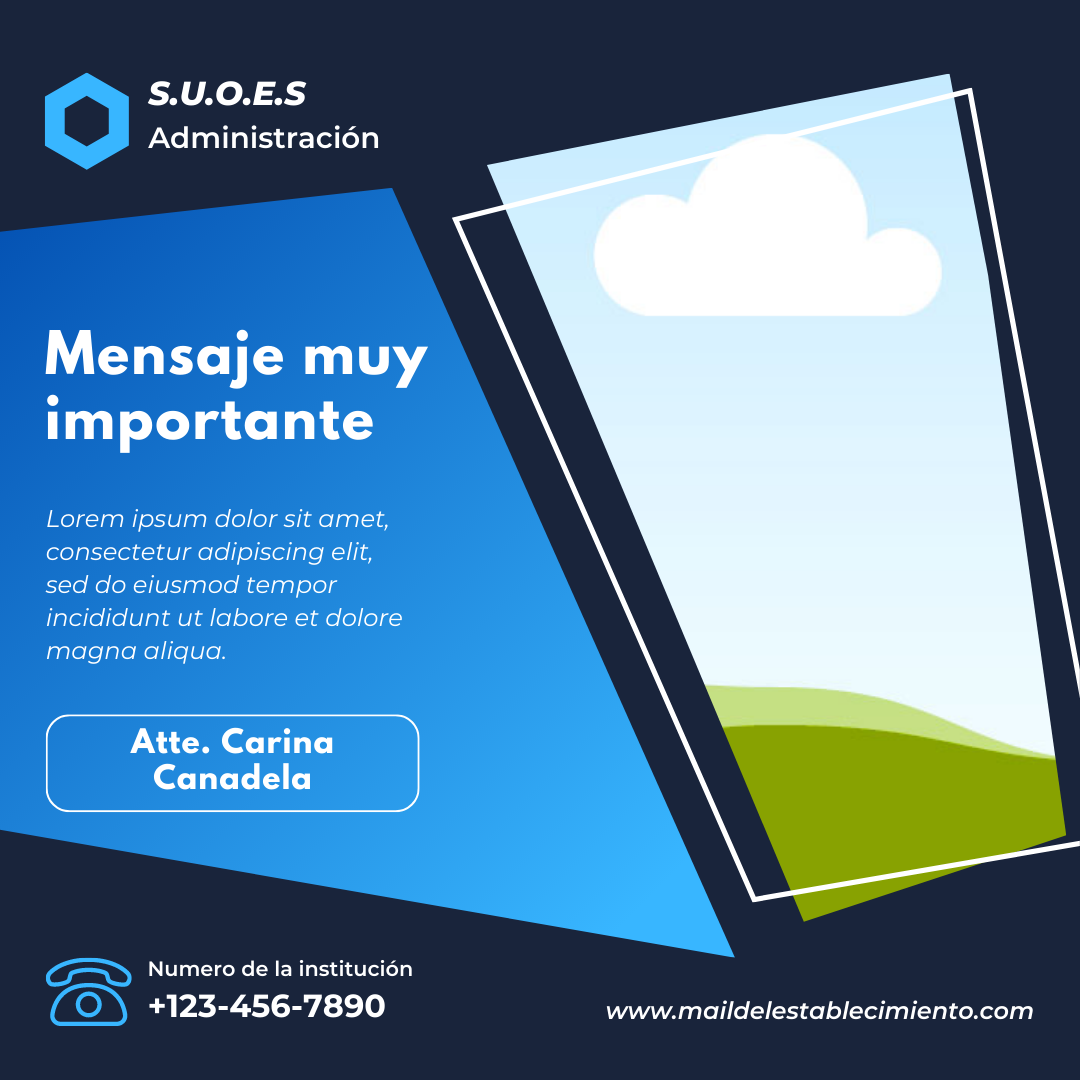 S.U.O.E.S
Administración
Mensaje muy
importante
Lorem ipsum dolor sit amet,
consectetur adipiscing elit,
sed do eiusmod tempor
incididunt ut labore et dolore
magna aliqua.
Atte. Carina
Canadela
Numero de la institución
+123-456-7890
www.maildelestablecimiento.com